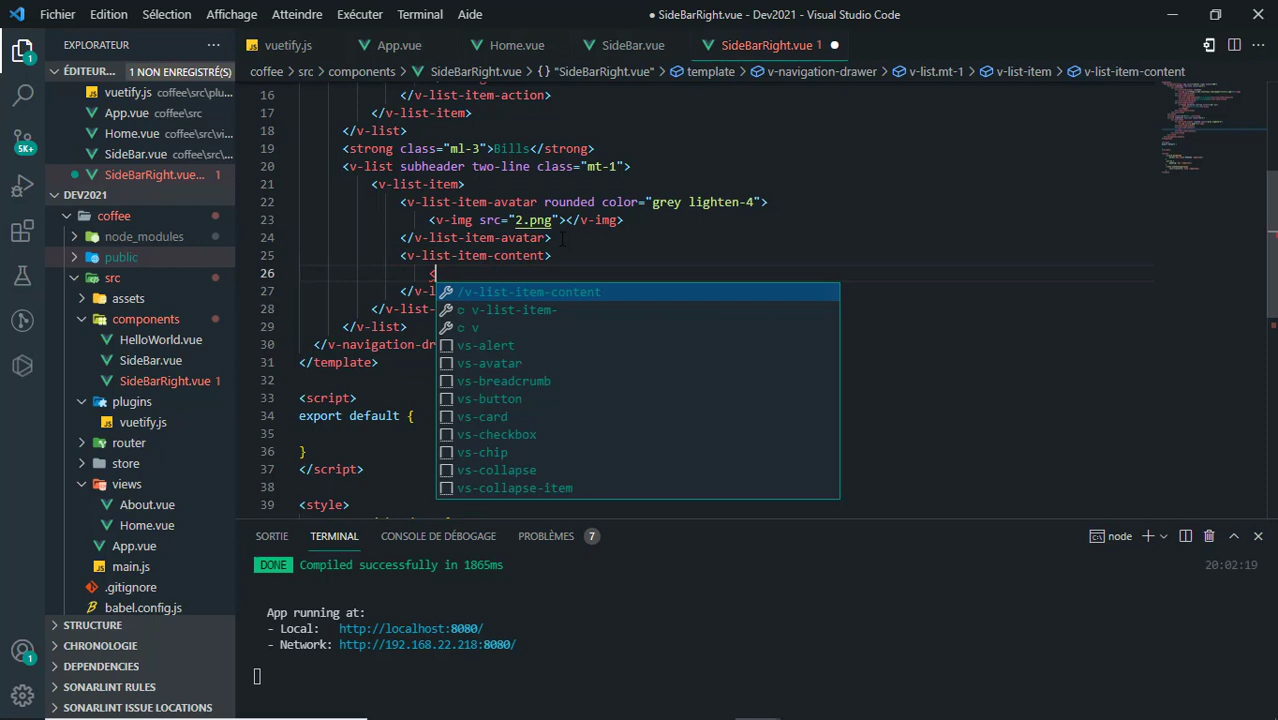 Fichier Edition Sélection Affichage Atteindre Exécuter Terminal Aide ● SideBarRight.vue - Dev2021 - Visual Studio Code
EXPLORATEUR ··· vuetify.js App.vue Home.vue SideBar.vue SideBarRight.vue 1 ●
coffee > src > components > SideBarRight.vue > {} "SideBarRight.vue" > template > v-navigation-drawer > v-list.mt-1 > v-list-item > v-list-item-content
ÉDITEUR... 1 NON ENREGISTRÉ(S)
vuetify.js coffee\src\plu...
App.vue coffee\src
Home.vue coffee\src\vi...
SideBar.vue coffee\src\...
● SideBarRight.vue... 1
DEV2021
coffee
node_modules
public
src
assets
components
HelloWorld.vue
SideBar.vue
SideBarRight.vue 1
plugins
vuetify.js
router
store
views
About.vue
Home.vue
App.vue
main.js
.gitignore
babel.config.js
STRUCTURE
CHRONOLOGIE
DEPENDENCIES
SONARLINT RULES
SONARLINT ISSUE LOCATIONS
1
5K+
1
16 </v-list-item-action>
17 </v-list-item>
18 </v-list>
19 <strong class="ml-3">Bills</strong>
20 <v-list subheader two-line class="mt-1">
21 <v-list-item>
22 <v-list-item-avatar rounded color="grey lighten-4">
23 <v-img src="2.png"></v-img>
24 </v-list-item-avatar>
25 <v-list-item-content>
26 <
27 </v-l
28 </v-list-
29 </v-list>
30 </v-navigation-dr
31 </template>
32
33 <script>
34 export default {
35
36 }
37 </script>
38
39 <style>
/v-list-item-content
v-list-item-
v
vs-alert
vs-avatar
vs-breadcrumb
vs-button
vs-card
vs-checkbox
vs-chip
vs-collapse
vs-collapse-item
SORTIE TERMINAL CONSOLE DE DÉBOGAGE PROBLÈMES 7 node
DONE Compiled successfully in 1865ms 20:02:19
App running at:
- Local: http://localhost:8080/
- Network: http://192.168.22.218:8080/